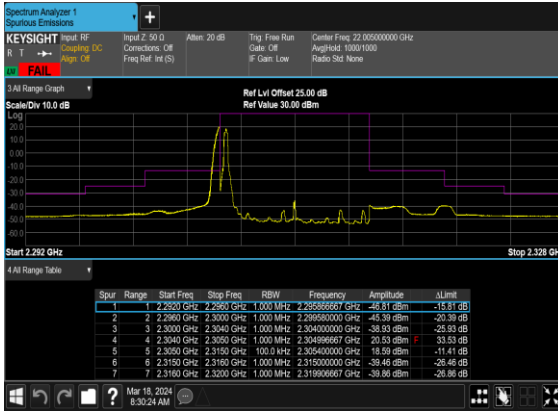 Spectrum Analyzer 1
Spurious Emissions
+
KEYSIGHT Input: RF Input Z: 50 Ω Atten: 20 dB Trig: Free Run Center Freq: 22.005000000 GHz
R T Coupling: DC Corrections: Off Gate: Off Avg|Hold: 1000/1000
Align: Off Freq Ref: Int (S) IF Gain: Low Radio Std: None
FAIL
3 All Range Graph Ref Lvl Offset 25.00 dB
Scale/Div 10.0 dB Ref Value 30.00 dBm
Log
20.0
10.0
0.00
-10.0
-20.0
-30.0
-40.0
-50.0
-60.0
Start 2.292 GHz Stop 2.328 GH
4 All Range Table
Spur Range Start Freq Stop Freq RBW Frequency Amplitude ΔLimit
1 1 2.2920 GHz 2.2960 GHz 1.000 MHz 2.295866667 GHz -46.81 dBm -15.81 dB
2 2 2.2960 GHz 2.3000 GHz 1.000 MHz 2.299580000 GHz -45.39 dBm -20.39 dB
3 3 2.3000 GHz 2.3040 GHz 1.000 MHz 2.304000000 GHz -38.93 dBm -25.93 dB
4 4 2.3040 GHz 2.3050 GHz 1.000 MHz 2.304996667 GHz 20.53 dBm F 33.53 dB
5 5 2.3050 GHz 2.3150 GHz 100.0 kHz 2.305400000 GHz 18.59 dBm -11.41 dB
6 6 2.3150 GHz 2.3160 GHz 1.000 MHz 2.315000000 GHz -39.46 dBm -26.46 dB
7 7 2.3160 GHz 2.3200 GHz 1.000 MHz 2.319906667 GHz -39.86 dBm -26.86 dB
? Mar 18, 2024
8:30:24 AM